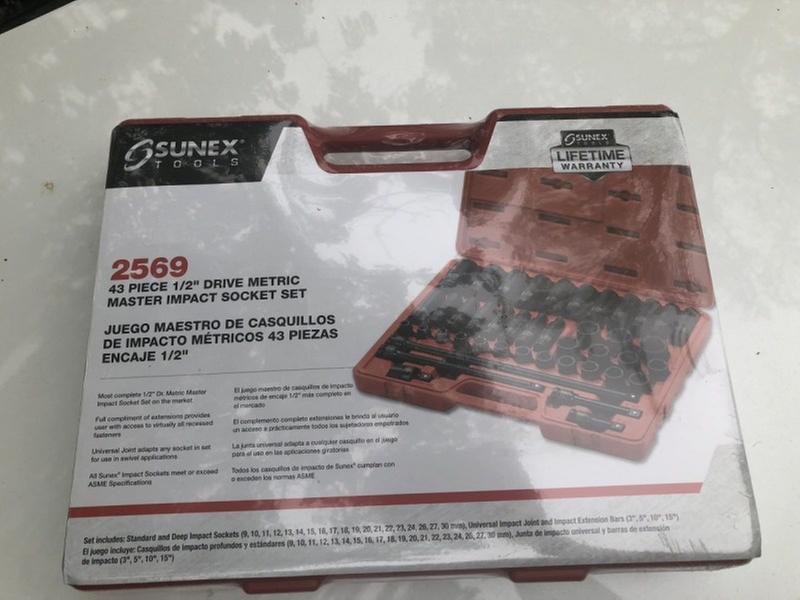 SUNEX®
TOOLS
SUNEX
TOOLS
LIFETIME
WARRANTY
2569
43 PIECE 1/2" DRIVE METRIC
MASTER IMPACT SOCKET SET
JUEGO MAESTRO DE CASQUILLOS
DE IMPACTO MÉTRICOS 43 PIEZAS
ENCAJE 1/2"
Most complete 1/2" Dr. Metric Master
Impact Socket Set on the market
Full compliment of extensions provides
user with access to virtually all recessed
fasteners
Universal Joint adapts any socket in set
for use in swivel applications
All Sunex® Impact Sockets meet or exceed
ASME Specifications
El juego maestro de casquillos de impacto
métricos de encaje 1/2" más completo en
el mercado
El complemento completo extensiones le brinda al usuario
un acceso a prácticamente todos los sujetadores empotrados
La junta universal adapta a cualquier casquillo en el juego
para el uso en las aplicaciones giratorias
Todos los casquillos de impacto de Sunex® cumplan con
o exceden los normas ASME
Set includes: Standard and Deep Impact Sockets (9, 10, 11, 12, 13, 14, 15, 16, 17, 18, 19, 20, 21, 22, 23, 24, 26, 27, 30 mm), Universal Impact Joint and Impact Extension Bars (3", 5", 10", 15")
El juego incluye: Casquillos de impacto profundos y estándares (9, 10, 11, 12, 13, 14, 15, 16, 17, 18, 19, 20, 21, 22, 23, 24, 26, 27, 30 mm), Junta de impacto universal y barras de extensión
de impacto (3", 5", 10", 15")